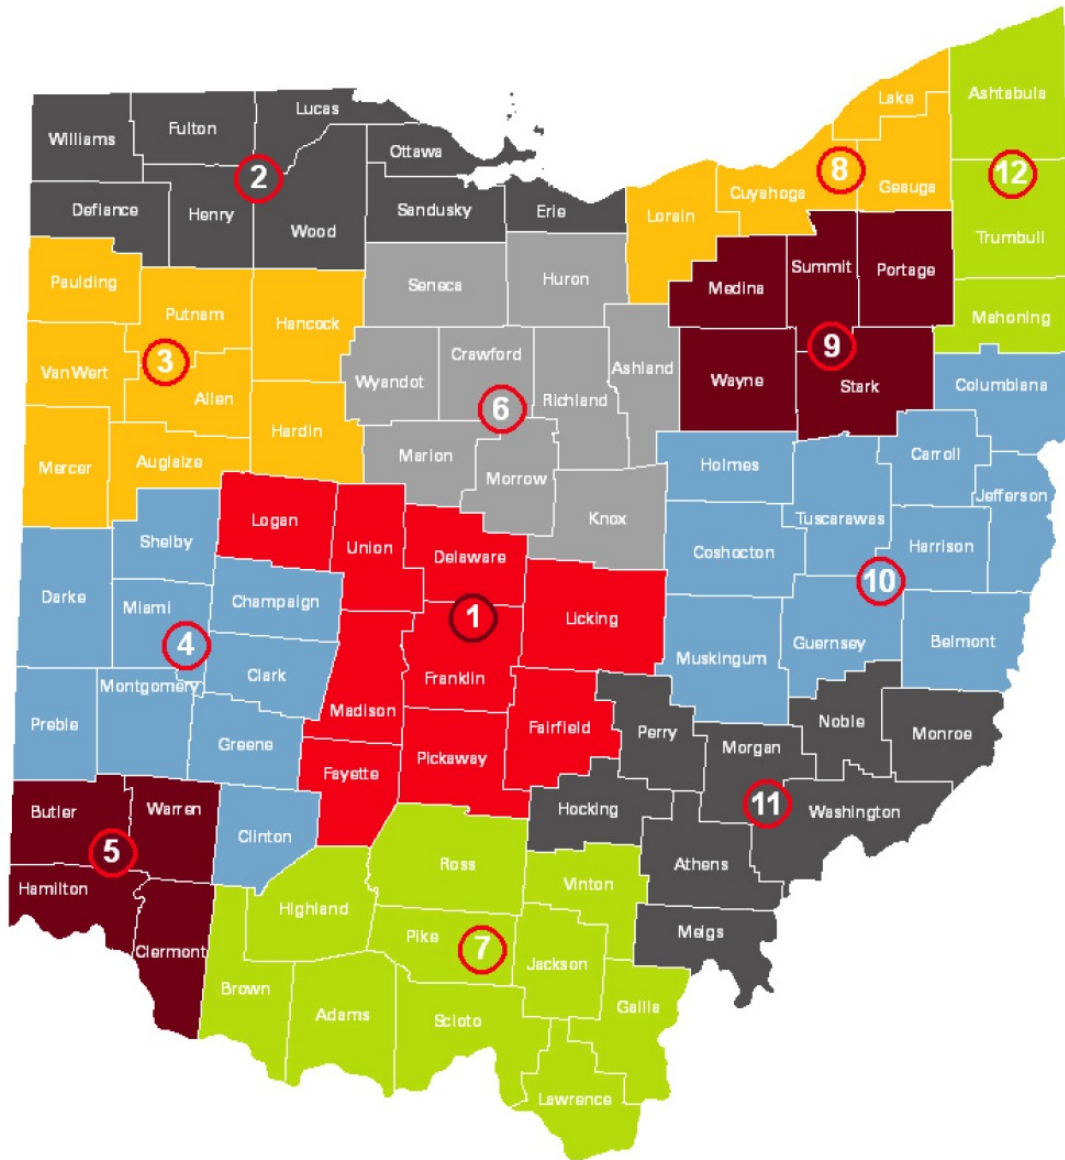 Ashtabula
Lake
Lucas
Fulton
Williams
Ottawa
2
8
12
Cuyahoga
Geauga
Defiance
Henry
Wood
Sandusky
Erie
Lorain
Trumbull
Summit
Portage
Paulding
Seneca
Huron
Medina
Putnam
Hancock
Mahoning
3
9
Van Wert
Allen
Wyandot
Crawford
Ashland
Richland
6
Wayne
Stark
Columbiana
Hardin
Mercer
Auglaize
Marion
Morrow
Holmes
Carroll
Jefferson
Logan
Union
Knox
Tuscarawas
Shelby
Delaware
Coshocton
Harrison
10
Darke
Miami
Champaign
1
Licking
4
Clark
Franklin
Muskingum
Guernsey
Belmont
Montgomery
Madison
Preble
Greene
Fairfield
Perry
Noble
Monroe
Morgan
Pickaway
Fayette
11
Hocking
Washington
Butler
Warren
Clinton
5
Ross
Athens
Hamilton
Vinton
Highland
Pike
7
Meigs
Clermont
Jackson
Brown
Adams
Scioto
Gallia
Lawrence